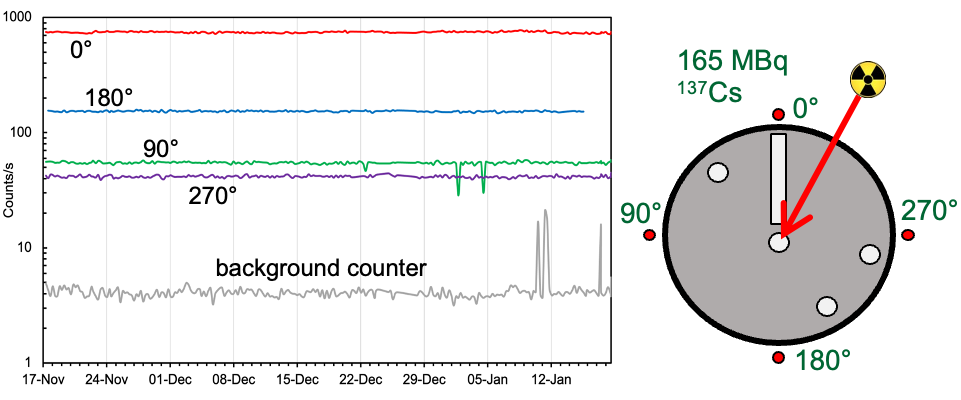 1000
100
10
1
Counts/s
0°
180°
90°
270°
background counter
17-Nov 24-Nov 01-Dec 08-Dec 15-Dec 22-Dec 29-Dec 05-Jan 12-Jan
165 MBq
¹³⁷Cs
0°
90°
270°
180°